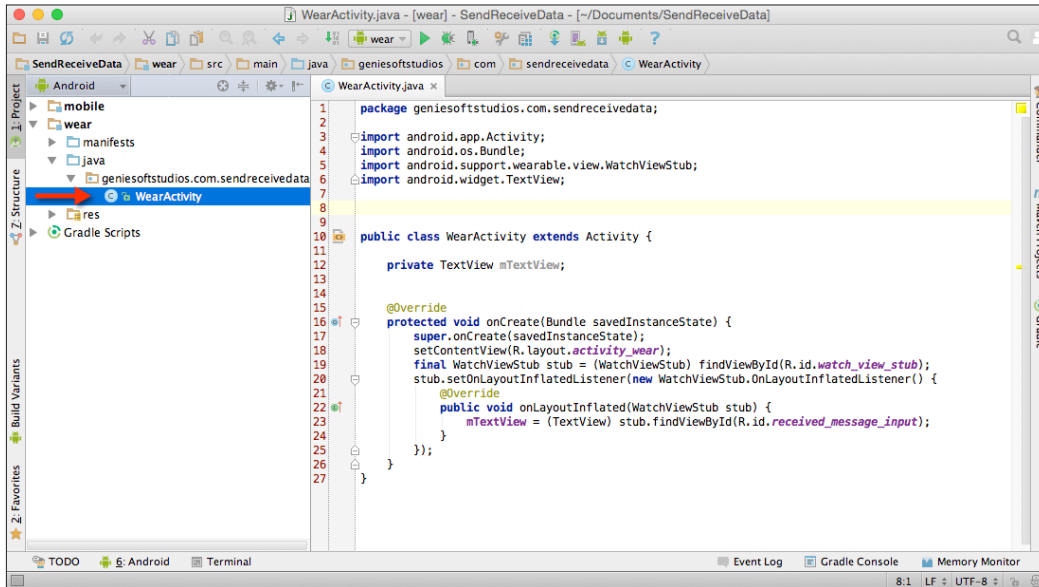 WearActivity.java - [wear] - SendReceiveData - [~/Documents/SendReceiveData]
wear
SendReceiveData wear src main java geniesoftstudios com sendreceivedata WearActivity
1: Project
Z: Structure
Build Variants
2: Favorites
Android
mobile
wear
manifests
java
geniesoftstudios.com.sendreceivedata
WearActivity
res
Gradle Scripts
WearActivity.java
1 package geniesoftstudios.com.sendreceivedata;
2
3 import android.app.Activity;
4 import android.os.Bundle;
5 import android.support.wearable.view.WatchViewStub;
6 import android.widget.TextView;
7
8
9
10 public class WearActivity extends Activity {
11
12 private TextView mTextView;
13
14
15 @Override
16 protected void onCreate(Bundle savedInstanceState) {
17 super.onCreate(savedInstanceState);
18 setContentView(R.layout.activity_wear);
19 final WatchViewStub stub = (WatchViewStub) findViewById(R.id.watch_view_stub);
20 stub.setOnLayoutInflatedListener(new WatchViewStub.OnLayoutInflatedListener() {
21 @Override
22 public void onLayoutInflated(WatchViewStub stub) {
23 mTextView = (TextView) stub.findViewById(R.id.received_message_input);
24 }
25 });
26 }
27 }
TODO 6: Android Terminal Event Log Gradle Console Memory Monitor
8:1 LF UTF-8